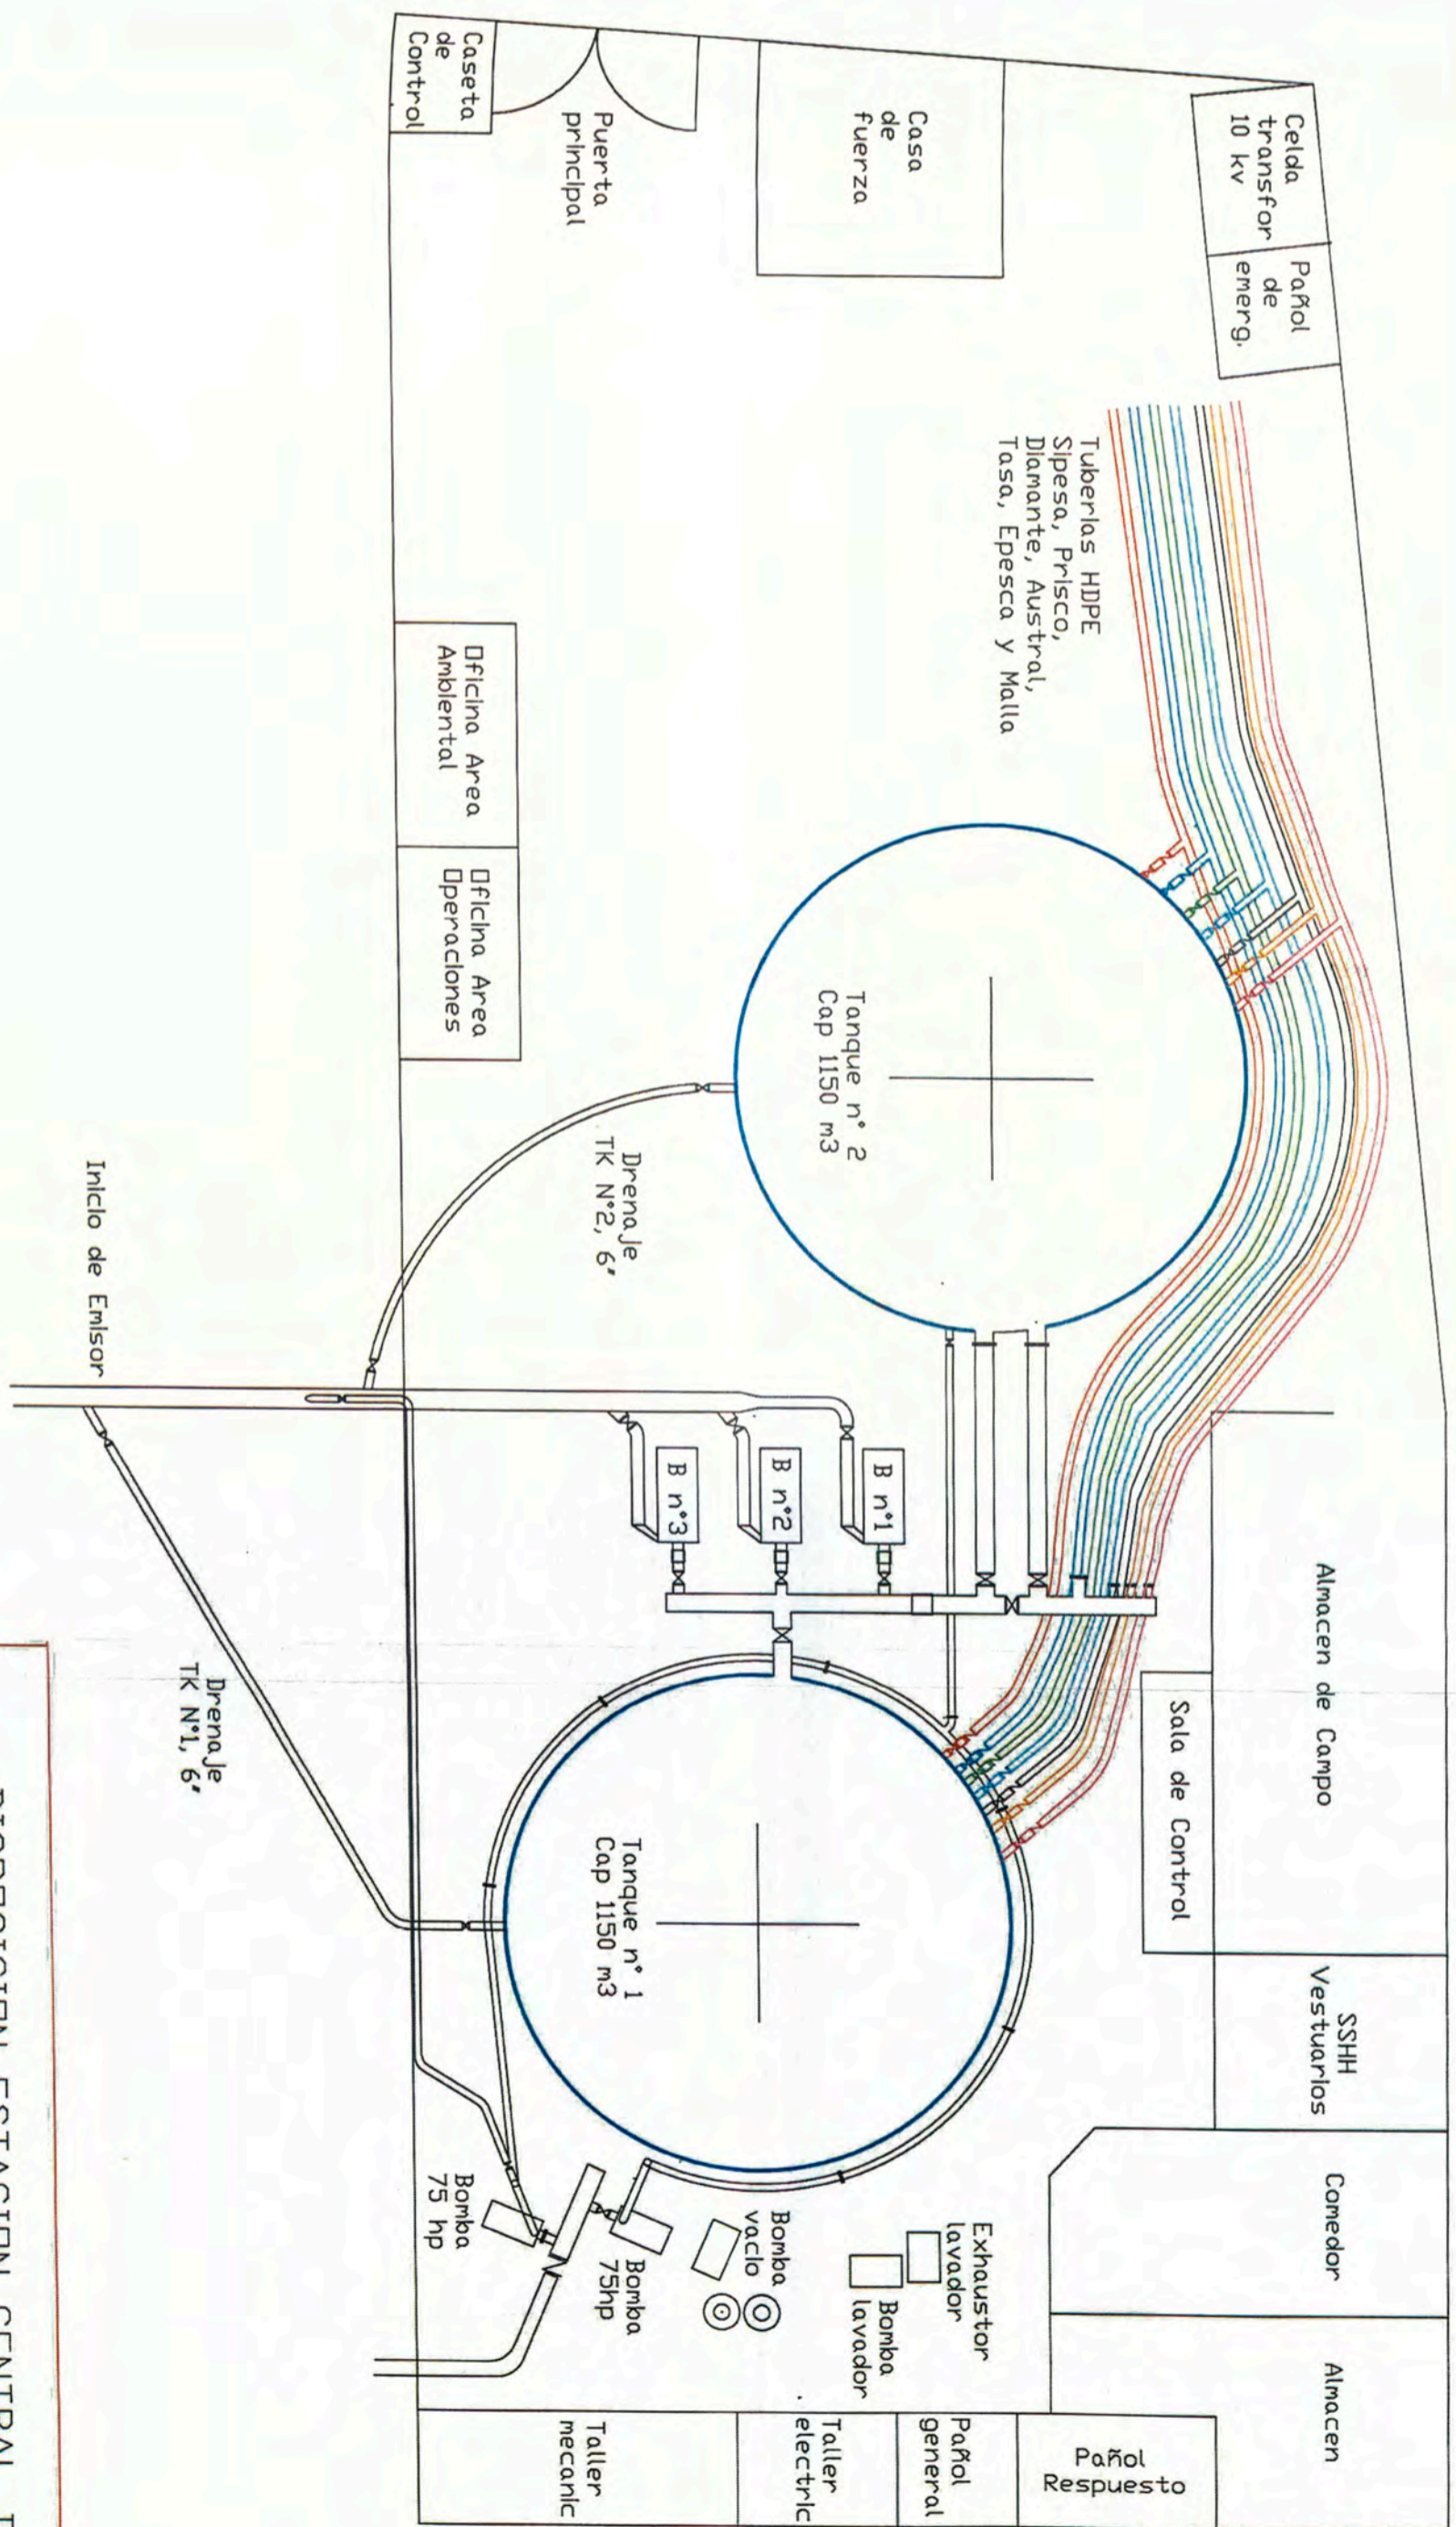 Celda
transfor
10 kv
Pañol
de
emerg.
Casa
de
fuerza
Puerta
principal
Caseta
de
Control
Tuberias HDPE
Sipesa, Prisco,
Diamante, Austral,
Tasa, Epesca y Malla
Oficina Area
Ambiental
Oficina Area
Operaciones
Tanque n° 2
Cap 1150 m3
Drenaje
TK N°2, 6"
Inicio de Emisor
B n°1
B n°2
B n°3
Almacen de Campo
Sala de Control
Drenaje
TK N°1, 6"
Tanque n° 1
Cap 1150 m3
SSHH
Vestuarios
Comedor
Almacen
Exhaustor
lavador
Bomba
lavador
Bomba
vacio
Bomba
75hp
Bomba
75 hp
Pañol
Respuesto
Pañol
general
Taller
electric
Taller
meccanic